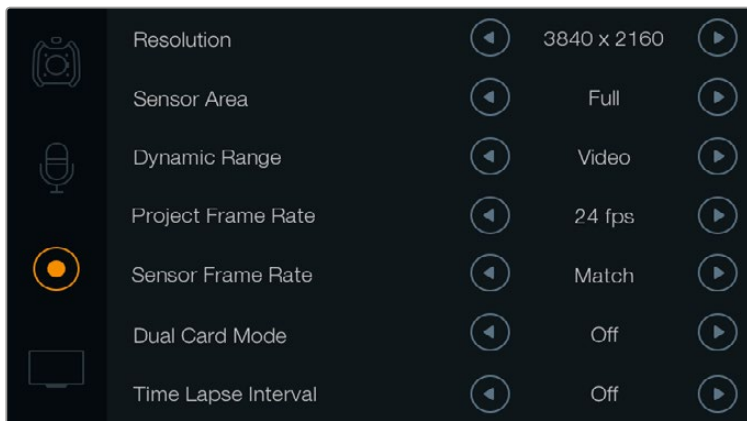 Resolution 3840 x 2160
Sensor Area Full
Dynamic Range Video
Project Frame Rate 24 fps
Sensor Frame Rate Match
Dual Card Mode Off
Time Lapse Interval Off